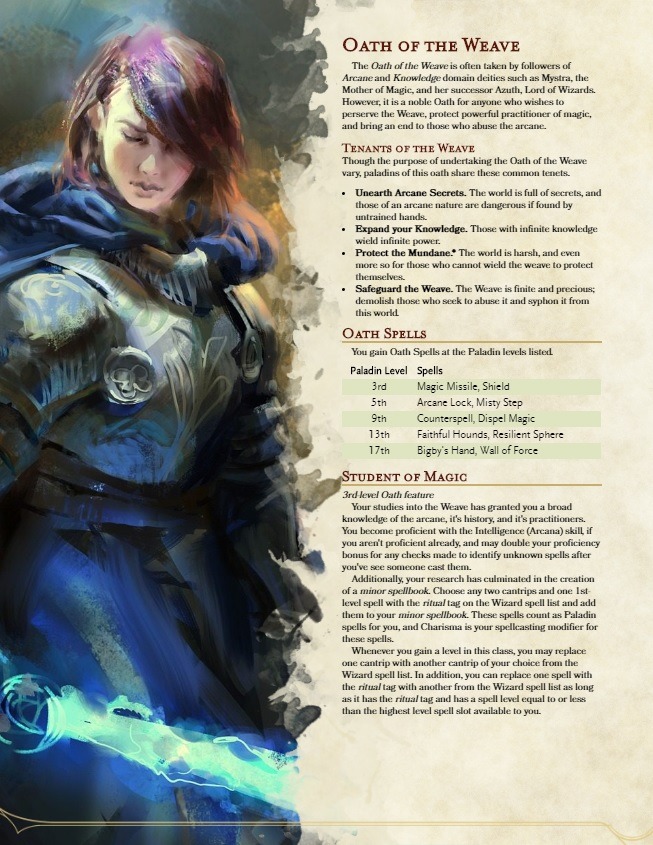 OATH OF THE WEAVE
The Oath of the Weave is often taken by followers of
Arcane and Knowledge domain deities such as Mystra, the
Mother of Magic, and her successor Azuth, Lord of Wizards.
However, it is a noble Oath for anyone who wishes to
perserve the Weave, protect powerful practitioner of magic,
and bring an end to those who abuse the arcane.
TENANTS OF THE WEAVE
Though the purpose of undertaking the Oath of the Weave
vary, paladins of this oath share these common tenets.
• Unearth Arcane Secrets. The world is full of secrets, and
those of an arcane nature are dangerous if found by
untrained hands.
• Expand your Knowledge. Those with infinite knowledge
wield infinite power.
• Protect the Mundane.* The world is harsh, and even
more so for those who cannot wield the weave to protect
themselves.
• Safeguard the Weave. The Weave is finite and precious;
demolish those who seek to abuse it and syphon it from
this world.
OATH SPELLS
You gain Oath Spells at the Paladin levels listed.
Paladin Level Spells
3rd Magic Missile, Shield
5th Arcane Lock, Misty Step
9th Counterspell, Dispel Magic
13th Faithful Hounds, Resilient Sphere
17th Bigby's Hand, Wall of Force
STUDENT OF MAGIC
3rd-level Oath feature
Your studies into the Weave has granted you a broad
knowledge of the arcane, it's history, and it's practitioners.
You become proficient with the Intelligence (Arcana) skill, if
you aren't proficient already, and may double your proficiency
bonus for any checks made to identify unknown spells after
you've see someone cast them.
Additionally, your research has culminated in the creation
of a minor spellbook. Choose any two cantrips and one 1st-
level spell with the ritual tag on the Wizard spell list and add
them to your minor spellbook. These spells count as Paladin
spells for you, and Charisma is your spellcasting modifier for
these spells.
Whenever you gain a level in this class, you may replace
one cantrip with another cantrip of your choice from the
Wizard spell list. In addition, you can replace one spell with
the ritual tag with another from the Wizard spell list as long
as it has the ritual tag and has a spell level equal to or less
than the highest level spell slot available to you.